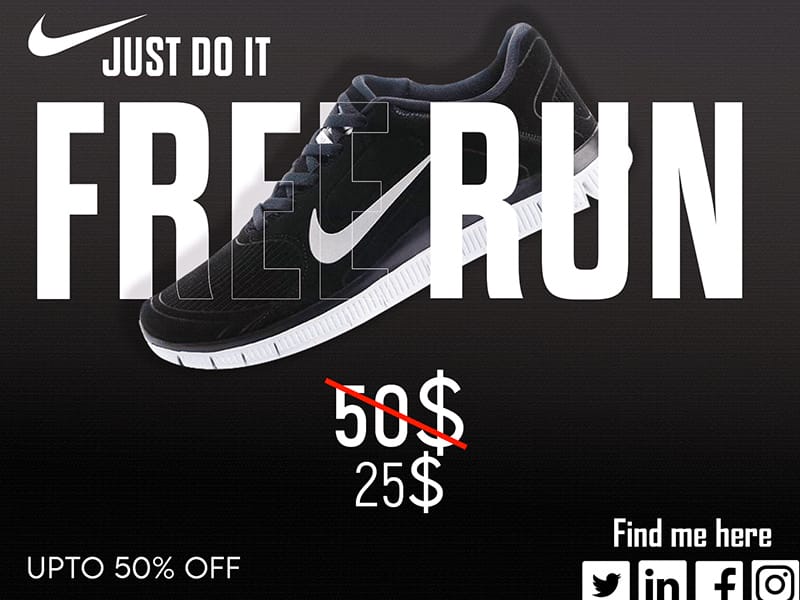 JUST DO IT
FREE RUN
50$
25$
UPTO 50% OFF
Find me here